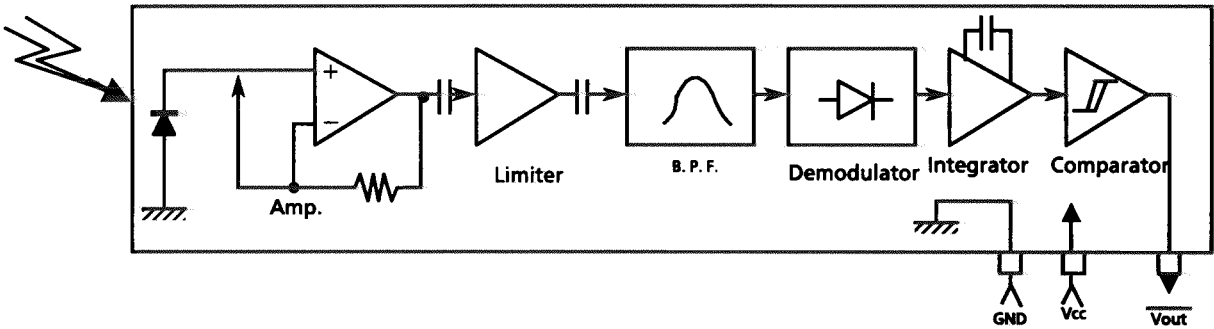 +
−
Amp.
Limiter
B. P. F.
Demodulator
Integrator
Comparator
GND
Vcc
Vout